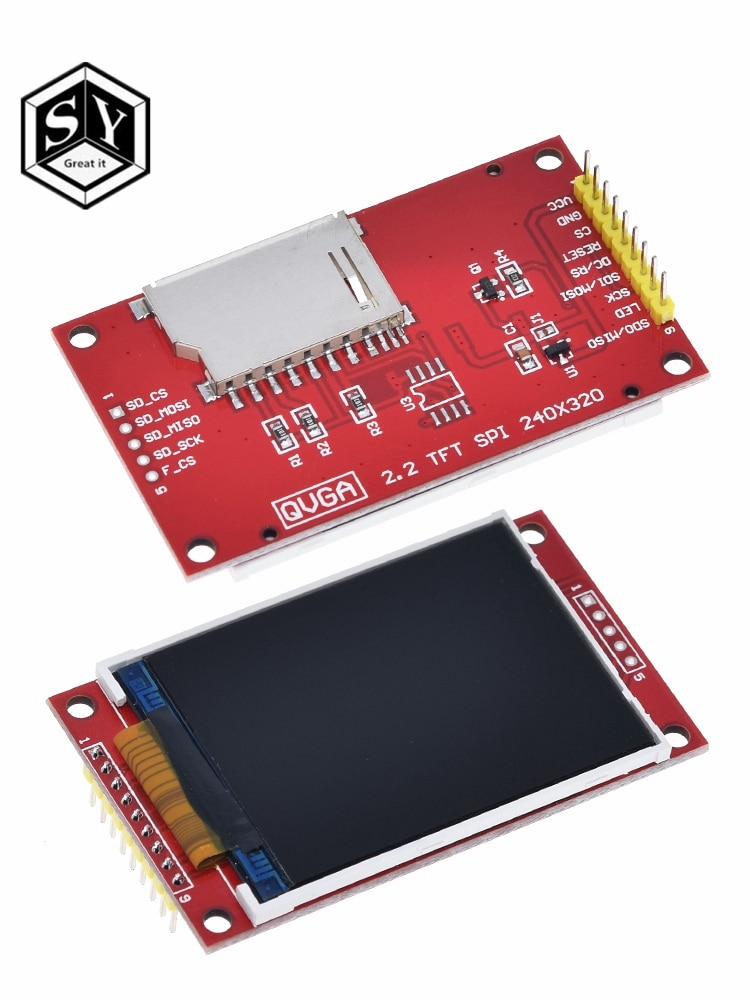 SY
Great it
VCC
GND
CS
RESET
DC/RS
SDI/MOSI
SCK
LED
SDO/MISO
9
Q1
R4
C1
J1
U1
1
SD_CS
SD_MOSI
SD_MISO
SD_SCK
F_CS
5
R1
R2
R3
U3
QVGA
2.2 TFT SPI 240X320
1
5
1
9